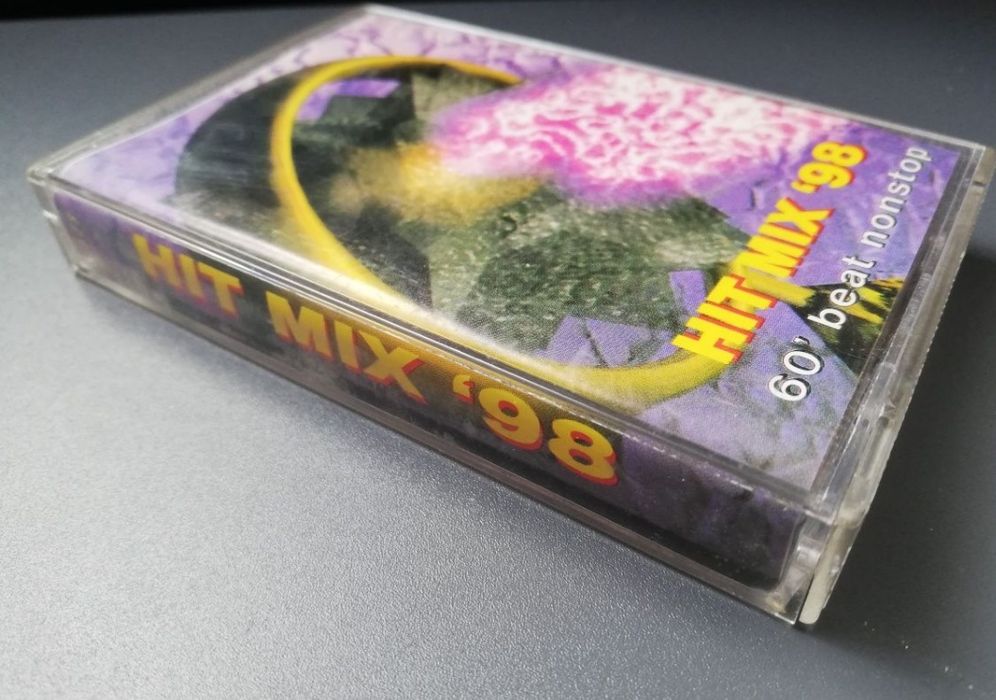 HIT MIX '98
60' beat nonstop
HIT MIX '98